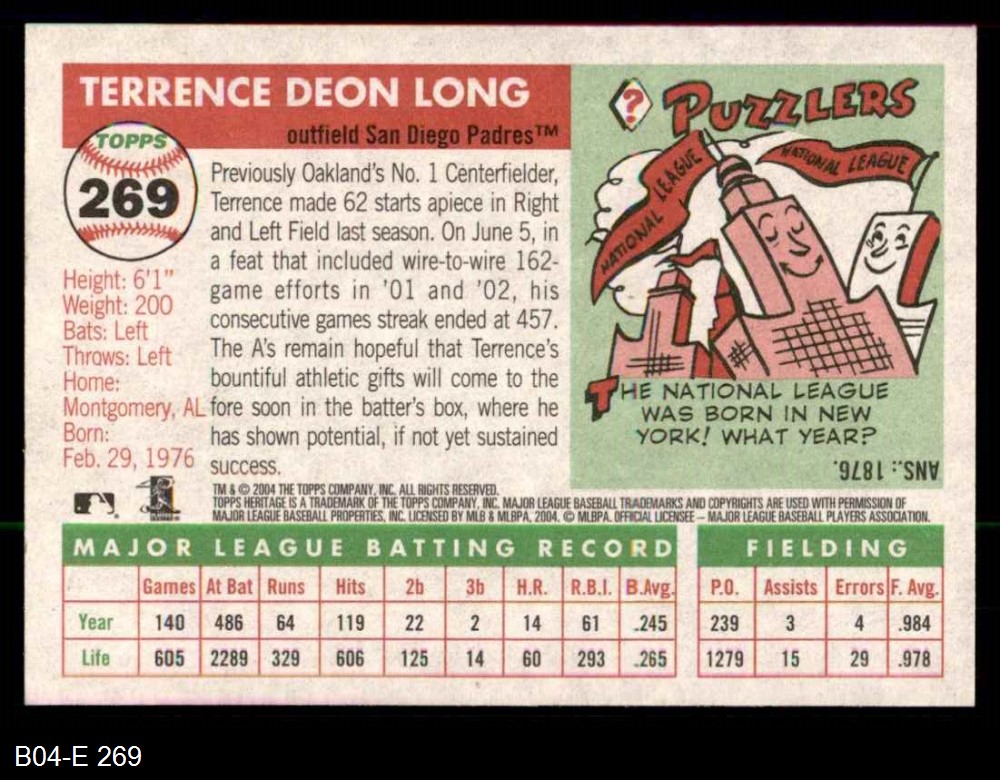 TERRENCE DEON LONG
outfield San Diego Padres™
TOPPS
269
Height: 6'1"
Weight: 200
Bats: Left
Throws: Left
Home:
Montgomery, AL
Born:
Feb. 29, 1976
Previously Oakland's No. 1 Centerfielder,
Terrence made 62 starts apiece in Right
and Left Field last season. On June 5, in
a feat that included wire-to-wire 162-
game efforts in '01 and '02, his
consecutive games streak ended at 457.
The A's remain hopeful that Terrence's
bountiful athletic gifts will come to the
fore soon in the batter's box, where he
has shown potential, if not yet sustained
success.
? PUZZLERS
NATIONAL LEAGUE
NATIONAL LEAGUE
THE NATIONAL LEAGUE
WAS BORN IN NEW
YORK! WHAT YEAR?
ANS.: 1876.
TM & © 2004 THE TOPPS COMPANY, INC. ALL RIGHTS RESERVED.
TOPPS HERITAGE IS A TRADEMARK OF THE TOPPS COMPANY, INC. MAJOR LEAGUE BASEBALL TRADEMARKS AND COPYRIGHTS ARE USED WITH PERMISSION OF
MAJOR LEAGUE BASEBALL PROPERTIES, INC. LICENSED BY MLB & MLBPA, 2004. © MLBPA. OFFICIAL LICENSEE – MAJOR LEAGUE BASEBALL PLAYERS ASSOCIATION.
MAJOR LEAGUE BATTING RECORD
Games At Bat Runs Hits 2b 3b H.R. R.B.I. B.Avg.
Year 140 486 64 119 22 2 14 61 .245
Life 605 2289 329 606 125 14 60 293 .265
FIELDING
P.O. Assists Errors F. Avg.
239 3 4 .984
1279 15 29 .978
B04-E 269